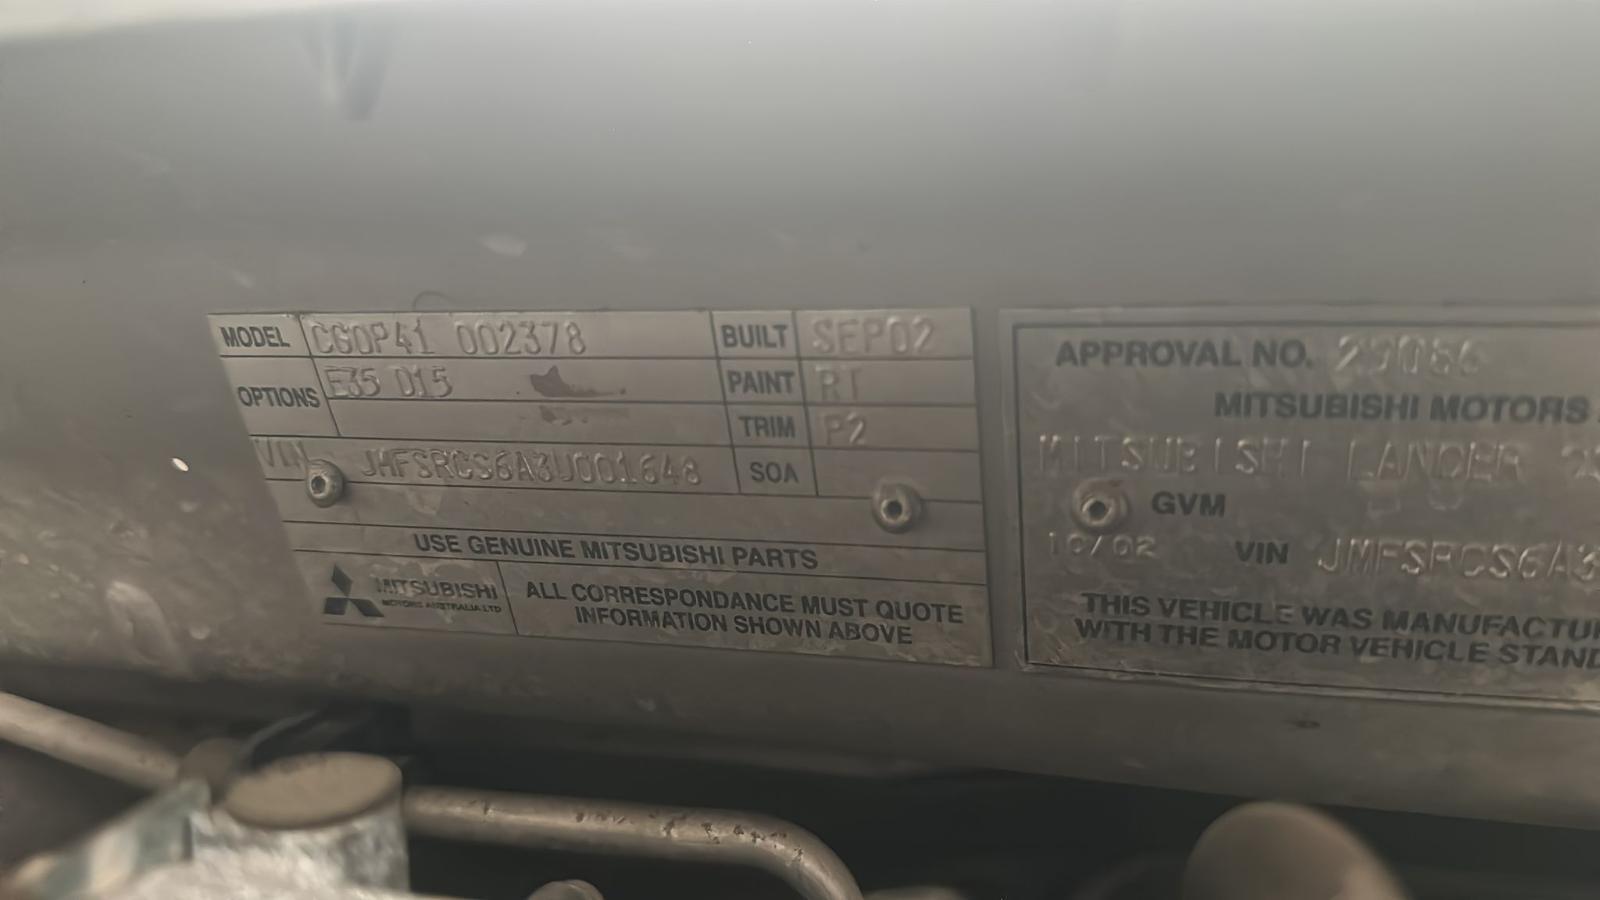 MODEL CG0P41 002378 BUILT SEP02
OPTIONS E35 D15 PAINT RT
TRIM P2
VIN JMFSRCS6A3U001648 SOA
USE GENUINE MITSUBISHI PARTS
MITSUBISHI
MOTORS AUSTRALIA LTD
ALL CORRESPONDANCE MUST QUOTE
INFORMATION SHOWN ABOVE
APPROVAL NO.
MITSUBISHI MOTORS
MITSUBISHI LANCER
GVM
10/02 VIN JMFSRCS6A3
THIS VEHICLE WAS MANUFACTU
WITH THE MOTOR VEHICLE STAND